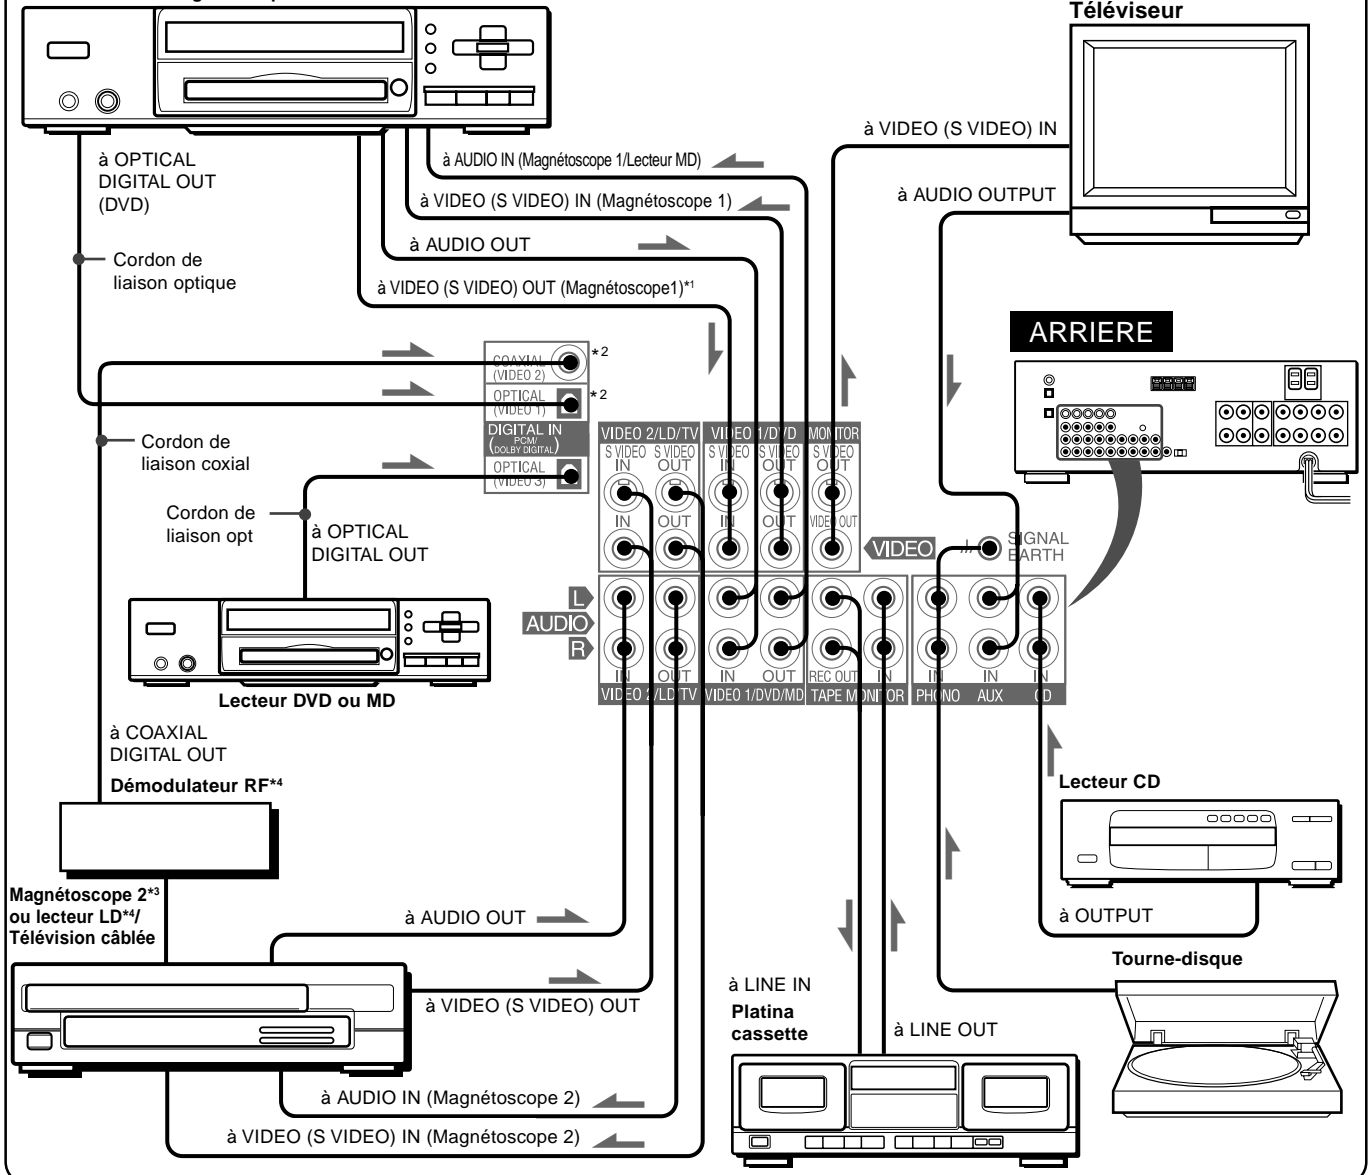 Téléviseur
à VIDEO (S VIDEO) IN
à OPTICAL
DIGITAL OUT
(DVD)
à AUDIO IN (Magnétoscope 1/Lecteur MD)
à VIDEO (S VIDEO) IN (Magnétoscope 1)
à AUDIO OUTPUT
à AUDIO OUT
Cordon de
liaison optique
à VIDEO (S VIDEO) OUT (Magnétoscope1)*1
ARRIERE
COAXIAL
(VIDEO 2)
*2
OPTICAL
(VIDEO 1)
*2
DIGITAL IN
(PCM/
DOLBY DIGITAL)
OPTICAL
(VIDEO 3)
Cordon de
liaison coxial
Cordon de
liaison opt
à OPTICAL
DIGITAL OUT
VIDEO 2/LD/TV VIDEO 1/DVD MONITOR
S VIDEO S VIDEO S VIDEO S VIDEO S VIDEO
IN OUT IN OUT OUT
IN OUT IN OUT VIDEO OUT
VIDEO
SIGNAL
EARTH
L
AUDIO
R
IN OUT IN OUT REC OUT IN IN IN IN
VIDEO 2/LD/TV VIDEO 1/DVD/MD TAPE MONITOR PHONO AUX CD
Lecteur DVD ou MD
à COAXIAL
DIGITAL OUT
Démodulateur RF*4
Lecteur CD
Magnétoscope 2*3
ou lecteur LD*4/
Télévision câblée
à AUDIO OUT
à OUTPUT
Tourne-disque
à VIDEO (S VIDEO) OUT
à LINE IN
Platina
cassette
à LINE OUT
à AUDIO IN (Magnétoscope 2)
à VIDEO (S VIDEO) IN (Magnétoscope 2)